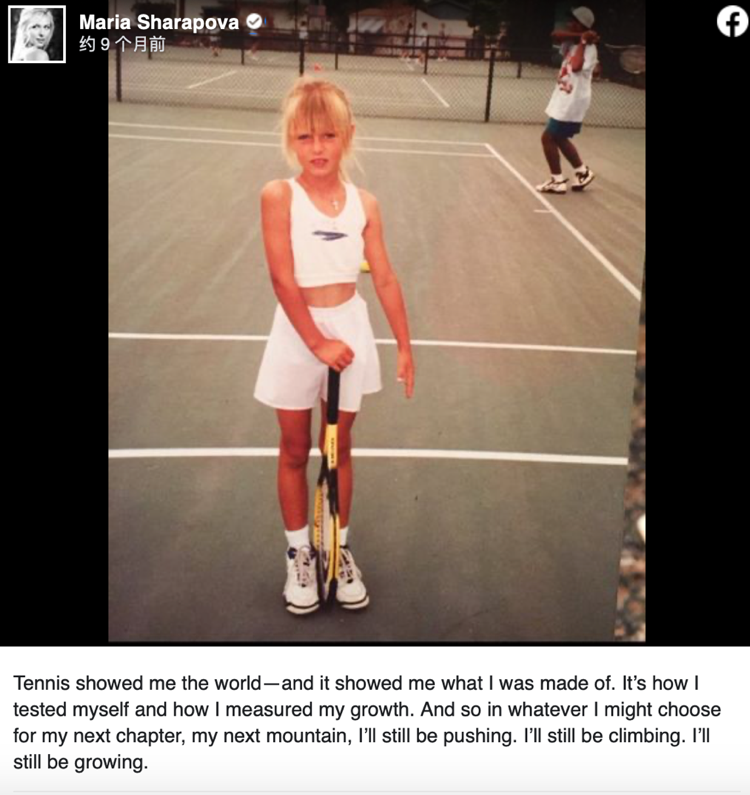 Maria Sharapova
约 9 个月前
Tennis showed me the world—and it showed me what I was made of. It’s how I
tested myself and how I measured my growth. And so in whatever I might choose
for my next chapter, my next mountain, I’ll still be pushing. I’ll still be climbing. I’ll
still be growing.